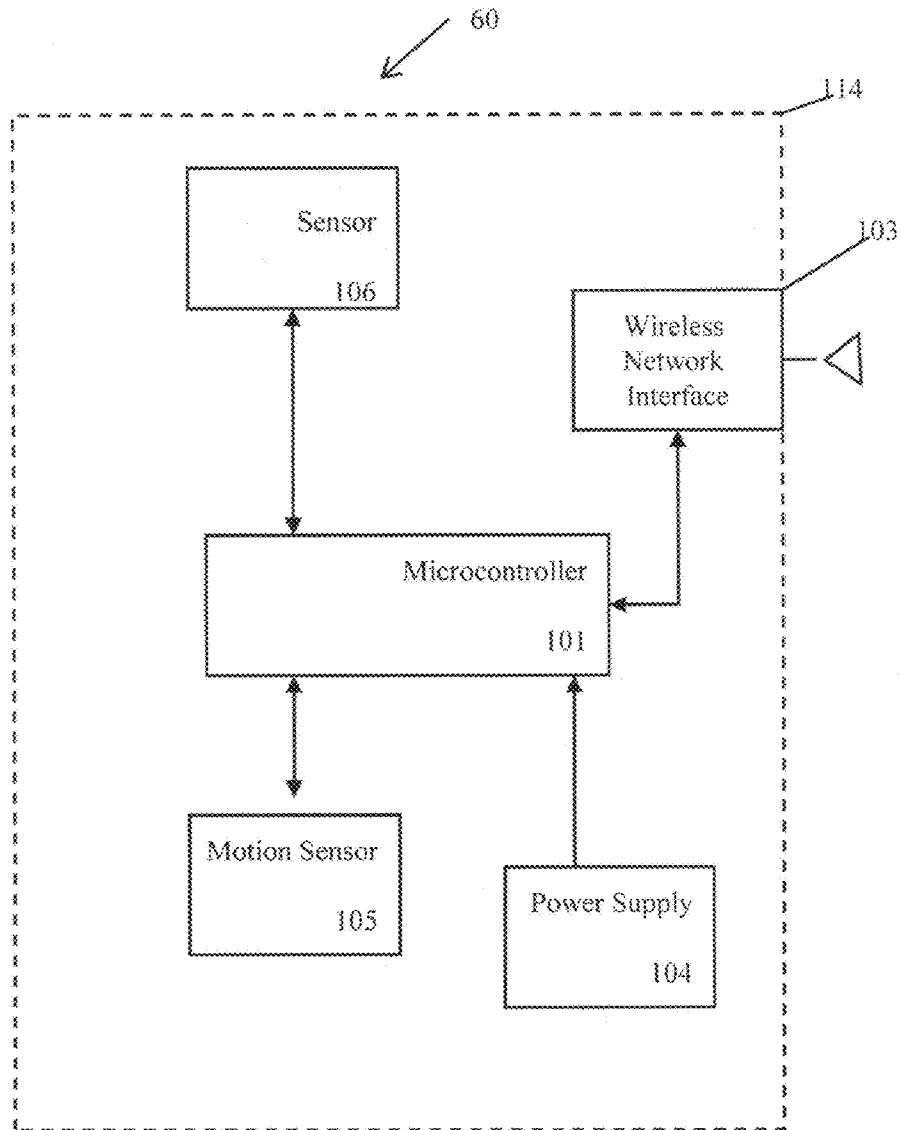 60
114
Sensor
106
103
Wireless
Network
Interface
Microcontroller
101
Motion Sensor
105
Power Supply
104